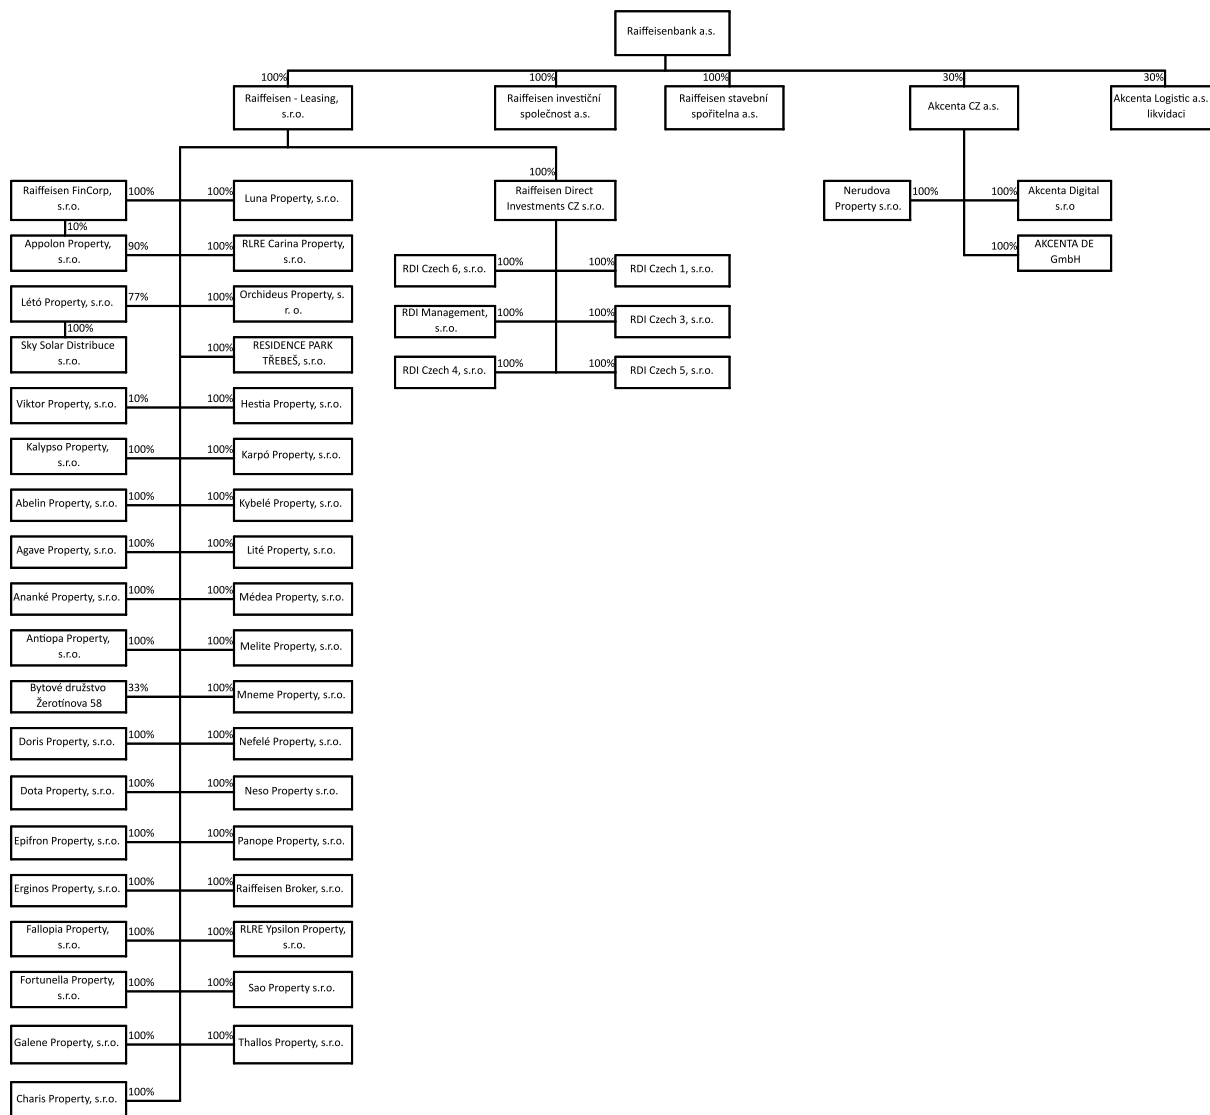 Raiffeisenbank a.s.
100%
100%
100%
30%
30%
Raiffeisen - Leasing,
s.r.o.
Raiffeisen investiční
společnost a.s.
Raiffeisen stavební
spořitelna a.s.
Akcenta CZ a.s.
Akcenta Logistic a.s.
likvidaci
100%
Raiffeisen FinCorp,
s.r.o.
100%
100%
Luna Property, s.r.o.
Raiffeisen Direct
Investments CZ s.r.o.
Nerudova
Property s.r.o.
100%
100%
Akcenta Digital
s.r.o
10%
Appolon Property,
s.r.o.
90%
100%
RLRE Carina Property,
s.r.o.
100%
AKCENTA DE
GmbH
RDI Czech 6, s.r.o.
100%
100%
RDI Czech 1, s.r.o.
Létó Property, s.r.o.
77%
100%
Orchideus Property, s.
r. o.
RDI Management,
s.r.o.
100%
100%
RDI Czech 3, s.r.o.
100%
Sky Solar Distribuce
s.r.o.
100%
RESIDENCE PARK
TŘEBEŠ, s.r.o.
RDI Czech 4, s.r.o.
100%
100%
RDI Czech 5, s.r.o.
Viktor Property, s.r.o.
10%
100%
Hestia Property, s.r.o.
Kalypso Property,
s.r.o.
100%
100%
Karpó Property, s.r.o.
Abelin Property, s.r.o.
100%
100%
Kybelé Property, s.r.o.
Agave Property, s.r.o.
100%
100%
Lité Property, s.r.o.
Ananké Property, s.r.o.
100%
100%
Médea Property, s.r.o.
Antiopa Property,
s.r.o.
100%
100%
Melite Property, s.r.o.
Bytové družstvo
Žerotínova 58
33%
100%
Mneme Property, s.r.o.
Doris Property, s.r.o.
100%
100%
Nefelé Property, s.r.o.
Dota Property, s.r.o.
100%
100%
Neso Property, s.r.o.
Epifron Property, s.r.o.
100%
100%
Panope Property, s.r.o.
Erginos Property, s.r.o.
100%
100%
Raiffeisen Broker, s.r.o.
Fallopia Property,
s.r.o.
100%
100%
RLRE Ypsilon Property,
s.r.o.
Fortunella Property,
s.r.o.
100%
100%
Sao Property s.r.o.
Galene Property, s.r.o.
100%
100%
Thallos Property, s.r.o.
Charis Property, s.r.o.
100%